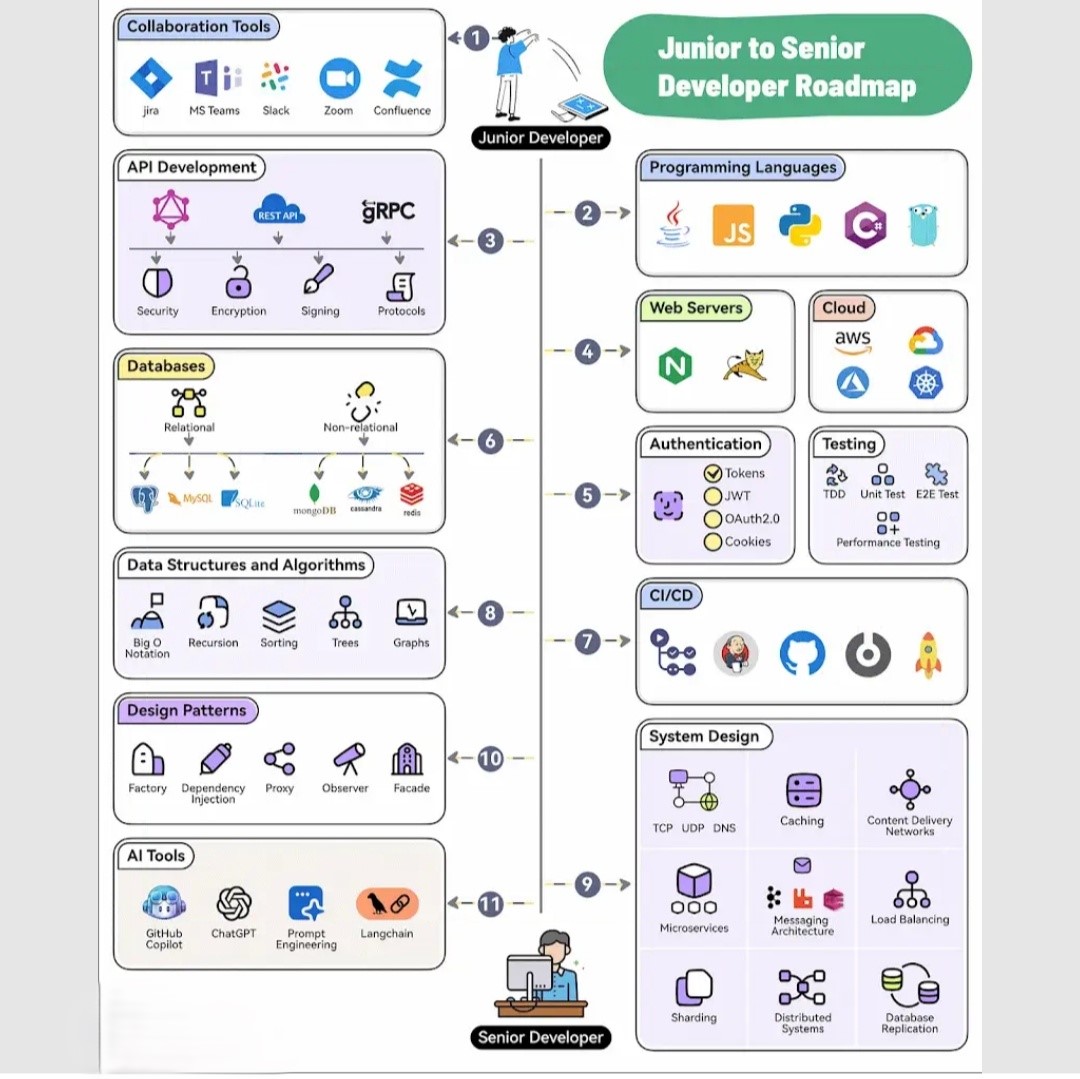 Junior to Senior
Developer Roadmap
1
Junior Developer
Collaboration Tools
T
jira
MS Teams
Slack
Zoom
Confluence
2
Programming Languages
Java
JS
C#
3
API Development
REST API
gRPC
Security
Encryption
Signing
Protocols
4
Web Servers
N
Cloud
aws
5
Authentication
Tokens
JWT
OAuth2.0
Cookies
Testing
TDD
Unit Test
E2E Test
Performance Testing
6
Databases
Relational
Non-relational
MySQL
SQLite
mongoDB
cassandra
redis
7
CI/CD
8
Data Structures and Algorithms
Big O
Notation
Recursion
Sorting
Trees
Graphs
9
System Design
TCP UDP DNS
Caching
Content Delivery
Networks
Microservices
Messaging
Architecture
Load Balancing
Sharding
Distributed
Systems
Database
Replication
10
Design Patterns
Factory
Dependency
Injection
Proxy
Observer
Facade
11
AI Tools
GitHub
Copilot
ChatGPT
Prompt
Engineering
Langchain
Senior Developer